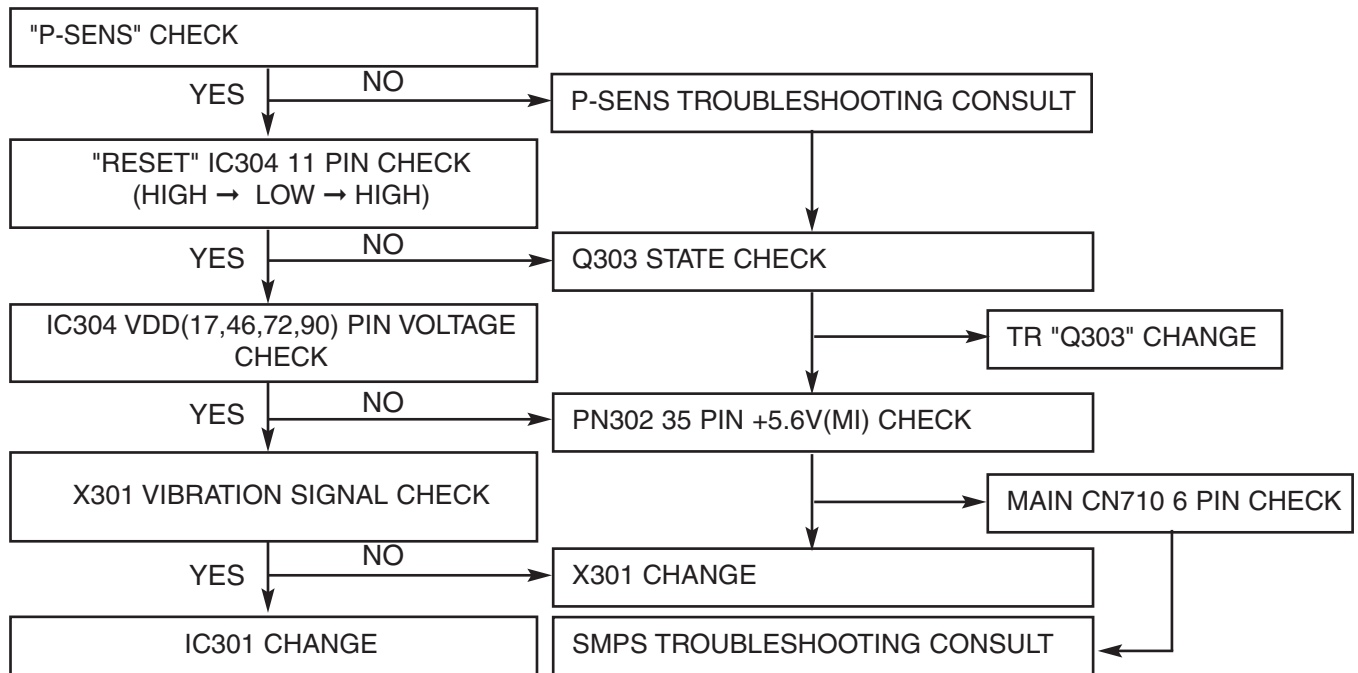 "P-SENS" CHECK
YES
NO
P-SENS TROUBLESHOOTING CONSULT
"RESET" IC304 11 PIN CHECK
(HIGH → LOW → HIGH)
YES
NO
Q303 STATE CHECK
IC304 VDD(17,46,72,90) PIN VOLTAGE
CHECK
TR "Q303" CHANGE
YES
NO
PN302 35 PIN +5.6V(MI) CHECK
X301 VIBRATION SIGNAL CHECK
MAIN CN710 6 PIN CHECK
YES
NO
X301 CHANGE
IC301 CHANGE
SMPS TROUBLESHOOTING CONSULT